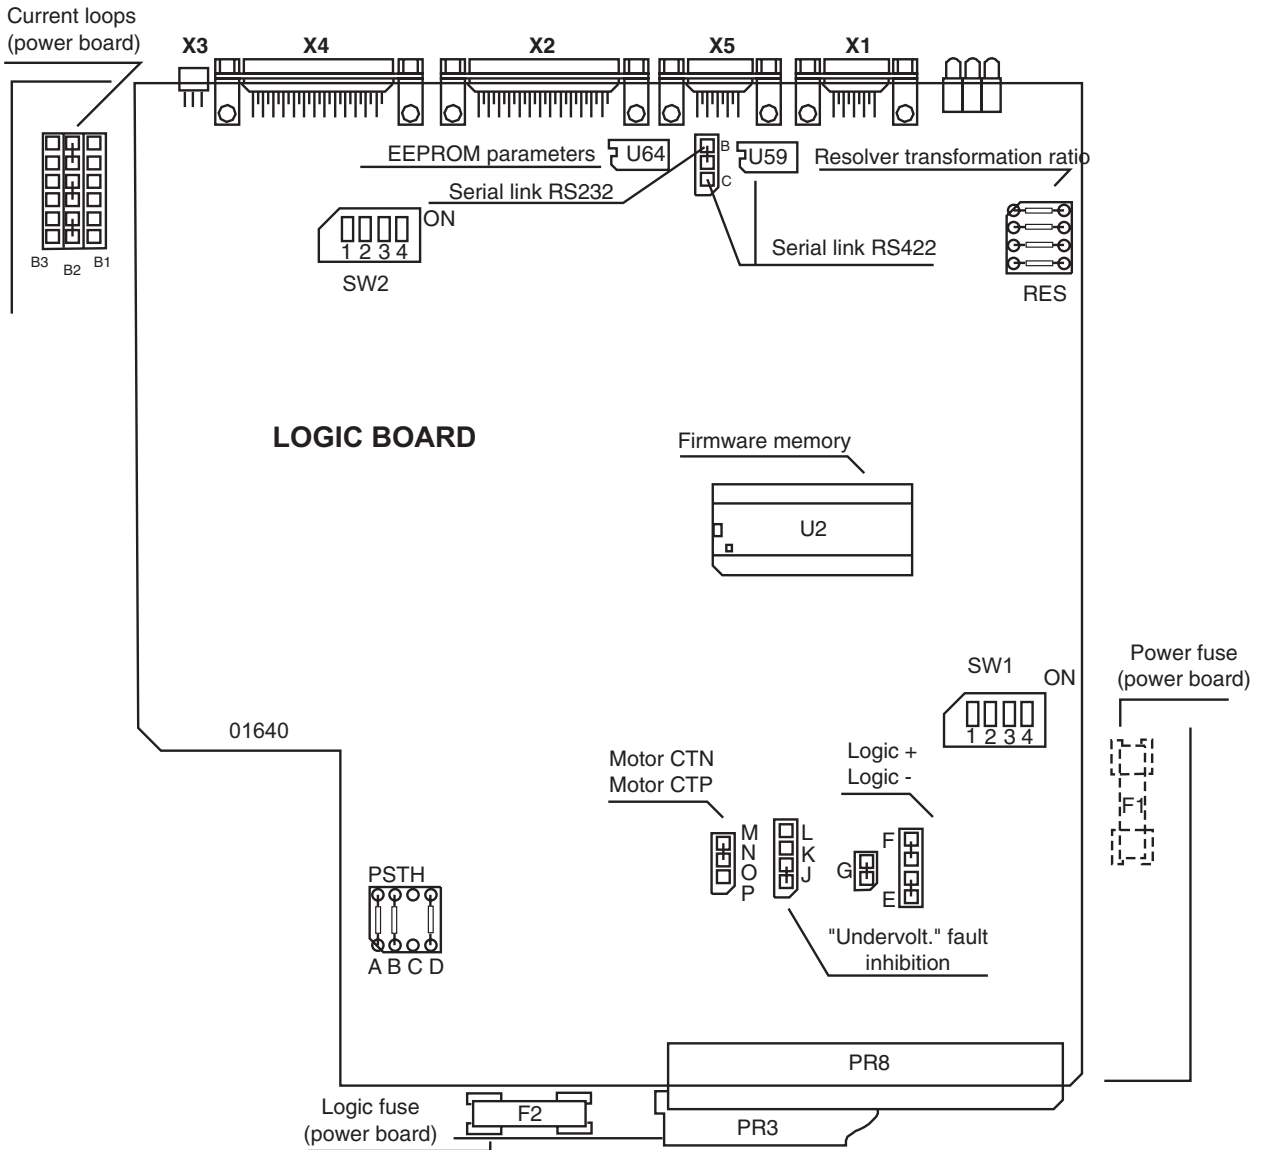 Current loops
(power board)
X3 X4 X2 X5 X1
EEPROM parameters
U64
B
C
U59
Resolver transformation ratio
Serial link RS232
ON
1 2 3 4
SW2
Serial link RS422
B3 B2 B1
RES
LOGIC BOARD
Firmware memory
U2
Power fuse
(power board)
SW1
ON
1 2 3 4
01640
F1
Motor CTN
Motor CTP
Logic +
Logic -
M
N
O
P
L
K
J
G
F
E
PSTH
A B C D
"Undervolt." fault
inhibition
PR8
Logic fuse
(power board)
F2
PR3